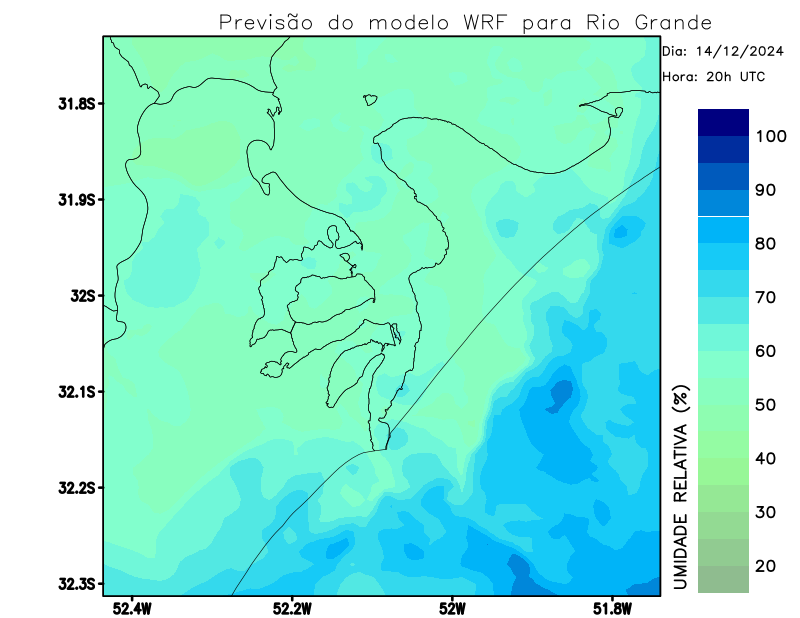 Previsão do modelo WRF para Rio Grande
Dia: 14/12/2024
Hora: 20h UTC
31.8S
31.9S
32S
32.1S
32.2S
32.3S
52.4W
52.2W
52W
51.8W
100
90
80
70
60
50
40
30
20
UMIDADE RELATIVA (%)